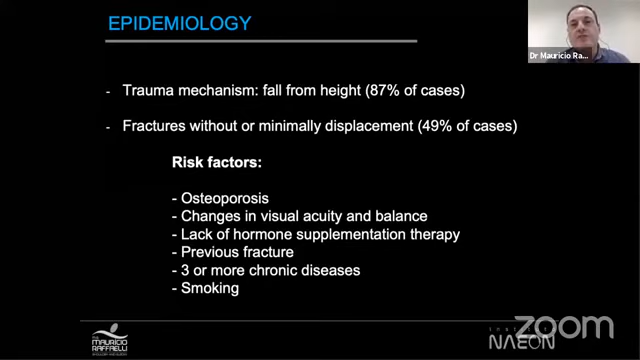 EPIDEMIOLOGY
Dr Mauricio Ra...
- Trauma mechanism: fall from height (87% of cases)
- Fractures without or minimally displacement (49% of cases)
Risk factors:
- Osteoporosis
- Changes in visual acuity and balance
- Lack of hormone supplementation therapy
- Previous fracture
- 3 or more chronic diseases
- Smoking
MAURÍCIO
RAFFAELLI
zoom
NAEON